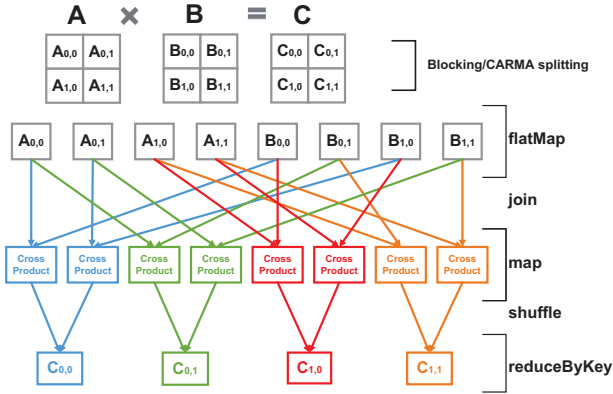 A × B = C
A0,0 A0,1 B0,0 B0,1 C0,0 C0,1
A1,0 A1,1 B1,0 B1,1 C1,0 C1,1
Blocking/CARMA splitting
A0,0 A0,1 A1,0 A1,1 B0,0 B0,1 B1,0 B1,1
flatMap
join
Cross Cross Cross Cross Cross Cross Cross Cross
Product Product Product Product Product Product Product Product
map
shuffle
C0,0 C0,1 C1,0 C1,1
reduceByKey